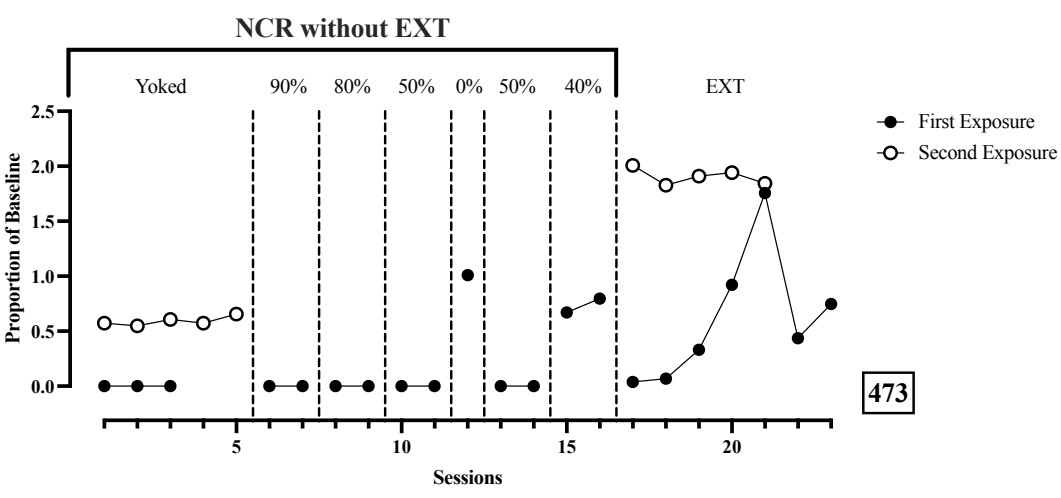 NCR without EXT
Yoked 90% 80% 50% 0% 50% 40% EXT
2.5
2.0
1.5
1.0
0.5
0.0
Proportion of Baseline
First Exposure
Second Exposure
473
5 10 15 20
Sessions